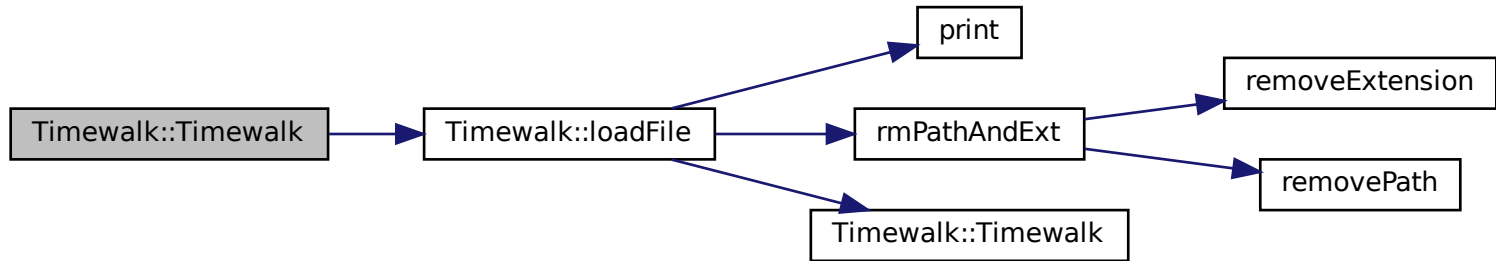 print
removeExtension
Timewalk::Timewalk
Timewalk::loadFile
rmPathAndExt
removePath
Timewalk::Timewalk